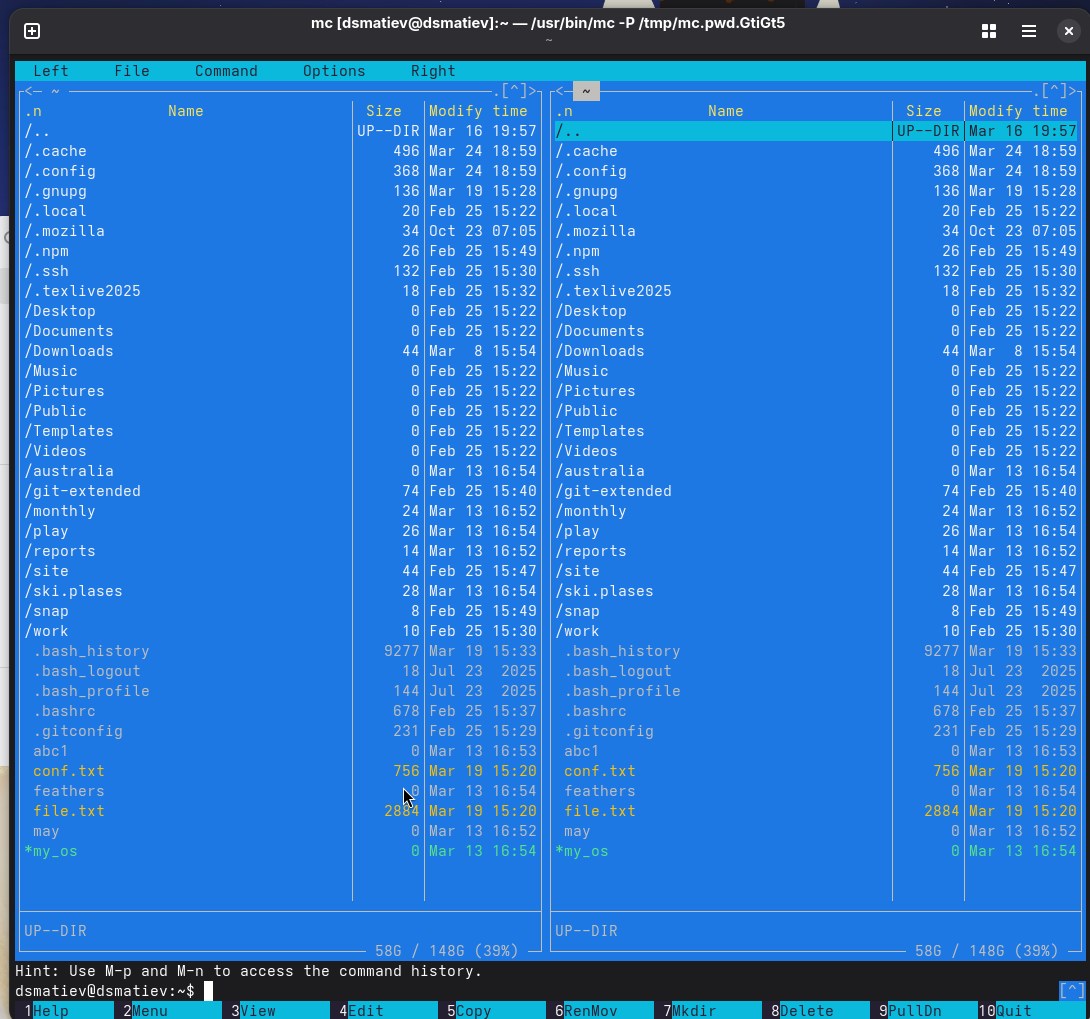 mc [dsmatiev@dsmatiev]:~ — /usr/bin/mc -P /tmp/mc.pwd.GtiGt5
~
Left File Command Options Right
<─ ~ .[^]> <─ ~ .[^]>
.n Name Size Modify time .n Name Size Modify time
/.. UP--DIR Mar 16 19:57 /.. UP--DIR Mar 16 19:57
/.cache 496 Mar 24 18:59 /.cache 496 Mar 24 18:59
/.config 368 Mar 24 18:59 /.config 368 Mar 24 18:59
/.gnupg 136 Mar 19 15:28 /.gnupg 136 Mar 19 15:28
/.local 20 Feb 25 15:22 /.local 20 Feb 25 15:22
/.mozilla 34 Oct 23 07:05 /.mozilla 34 Oct 23 07:05
/.npm 26 Feb 25 15:49 /.npm 26 Feb 25 15:49
/.ssh 132 Feb 25 15:30 /.ssh 132 Feb 25 15:30
/.texlive2025 18 Feb 25 15:32 /.texlive2025 18 Feb 25 15:32
/Desktop 0 Feb 25 15:22 /Desktop 0 Feb 25 15:22
/Documents 0 Feb 25 15:22 /Documents 0 Feb 25 15:22
/Downloads 44 Mar 8 15:54 /Downloads 44 Mar 8 15:54
/Music 0 Feb 25 15:22 /Music 0 Feb 25 15:22
/Pictures 0 Feb 25 15:22 /Pictures 0 Feb 25 15:22
/Public 0 Feb 25 15:22 /Public 0 Feb 25 15:22
/Templates 0 Feb 25 15:22 /Templates 0 Feb 25 15:22
/Videos 0 Feb 25 15:22 /Videos 0 Feb 25 15:22
/australia 0 Mar 13 16:54 /australia 0 Mar 13 16:54
/git-extended 74 Feb 25 15:40 /git-extended 74 Feb 25 15:40
/monthly 24 Mar 13 16:52 /monthly 24 Mar 13 16:52
/play 26 Mar 13 16:54 /play 26 Mar 13 16:54
/reports 14 Mar 13 16:52 /reports 14 Mar 13 16:52
/site 44 Feb 25 15:47 /site 44 Feb 25 15:47
/ski.plases 28 Mar 13 16:54 /ski.plases 28 Mar 13 16:54
/snap 8 Feb 25 15:49 /snap 8 Feb 25 15:49
/work 10 Feb 25 15:30 /work 10 Feb 25 15:30
.bash_history 9277 Mar 19 15:33 .bash_history 9277 Mar 19 15:33
.bash_logout 18 Jul 23 2025 .bash_logout 18 Jul 23 2025
.bash_profile 144 Jul 23 2025 .bash_profile 144 Jul 23 2025
.bashrc 678 Feb 25 15:37 .bashrc 678 Feb 25 15:37
.gitconfig 231 Feb 25 15:29 .gitconfig 231 Feb 25 15:29
abc1 0 Mar 13 16:53 abc1 0 Mar 13 16:53
conf.txt 756 Mar 19 15:20 conf.txt 756 Mar 19 15:20
feathers 0 Mar 13 16:54 feathers 0 Mar 13 16:54
file.txt 2884 Mar 19 15:20 file.txt 2884 Mar 19 15:20
may 0 Mar 13 16:52 may 0 Mar 13 16:52
*my_os 0 Mar 13 16:54 *my_os 0 Mar 13 16:54
UP--DIR UP--DIR
58G / 148G (39%) 58G / 148G (39%)
Hint: Use M-p and M-n to access the command history.
dsmatiev@dsmatiev:~$ [^]
1Help 2Menu 3View 4Edit 5Copy 6RenMov 7Mkdir 8Delete 9PullDn 10Quit